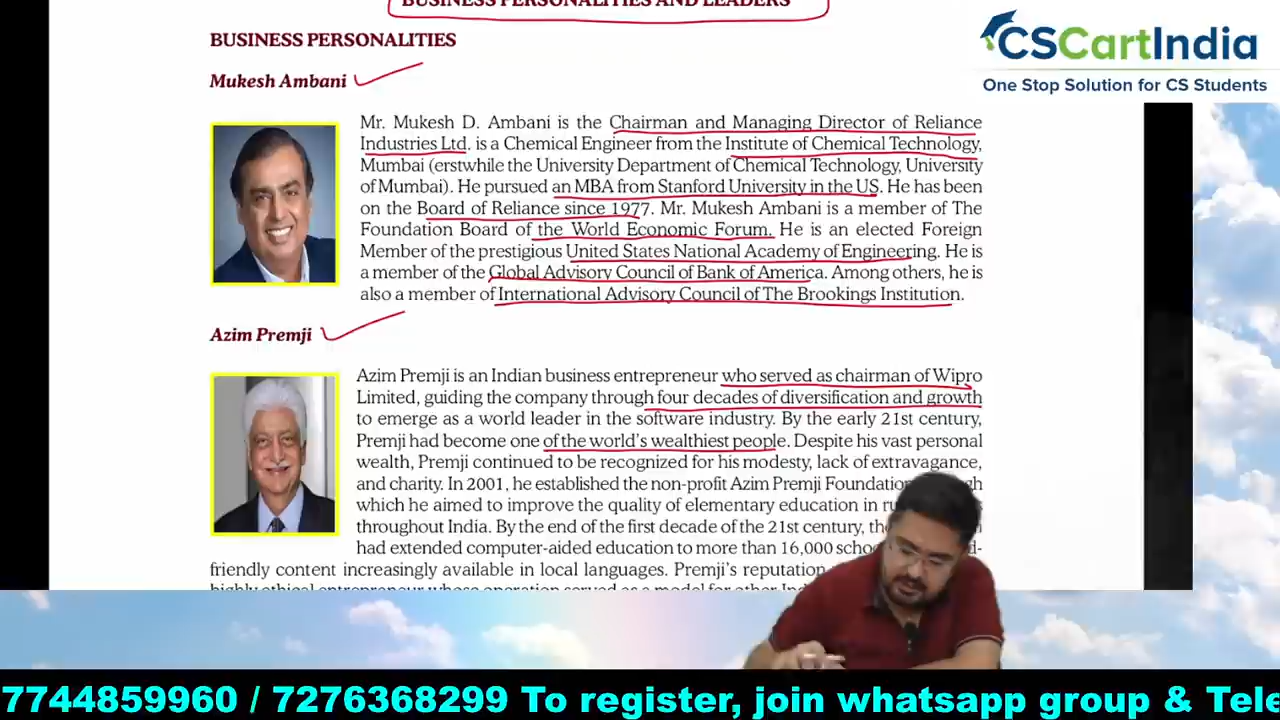 BUSINESS PERSONALITIES AND LEADERS
CSCartIndia
BUSINESS PERSONALITIES
One Stop Solution for CS Students
Mukesh Ambani
Mr. Mukesh D. Ambani is the Chairman and Managing Director of Reliance
Industries Ltd. is a Chemical Engineer from the Institute of Chemical Technology,
Mumbai (erstwhile the University Department of Chemical Technology, University
of Mumbai). He pursued an MBA from Stanford University in the US. He has been
on the Board of Reliance since 1977. Mr. Mukesh Ambani is a member of The
Foundation Board of the World Economic Forum. He is an elected Foreign
Member of the prestigious United States National Academy of Engineering. He is
a member of the Global Advisory Council of Bank of America. Among others, he is
also a member of International Advisory Council of The Brookings Institution.
Azim Premji
Azim Premji is an Indian business entrepreneur who served as chairman of Wipro
Limited, guiding the company through four decades of diversification and growth
to emerge as a world leader in the software industry. By the early 21st century,
Premji had become one of the world's wealthiest people. Despite his vast personal
wealth, Premji continued to be recognized for his modesty, lack of extravagance,
and charity. In 2001, he established the non-profit Azim Premji Foundation
which he aimed to improve the quality of elementary education in
throughout India. By the end of the first decade of the 21st century,
had extended computer-aided education to more than 16,000
friendly content increasingly available in local languages. Premji's reputation
highly ethical entrepreneur whose operation served as a model for other
7744859960 / 7276368299 To register, join whatsapp group & Tele